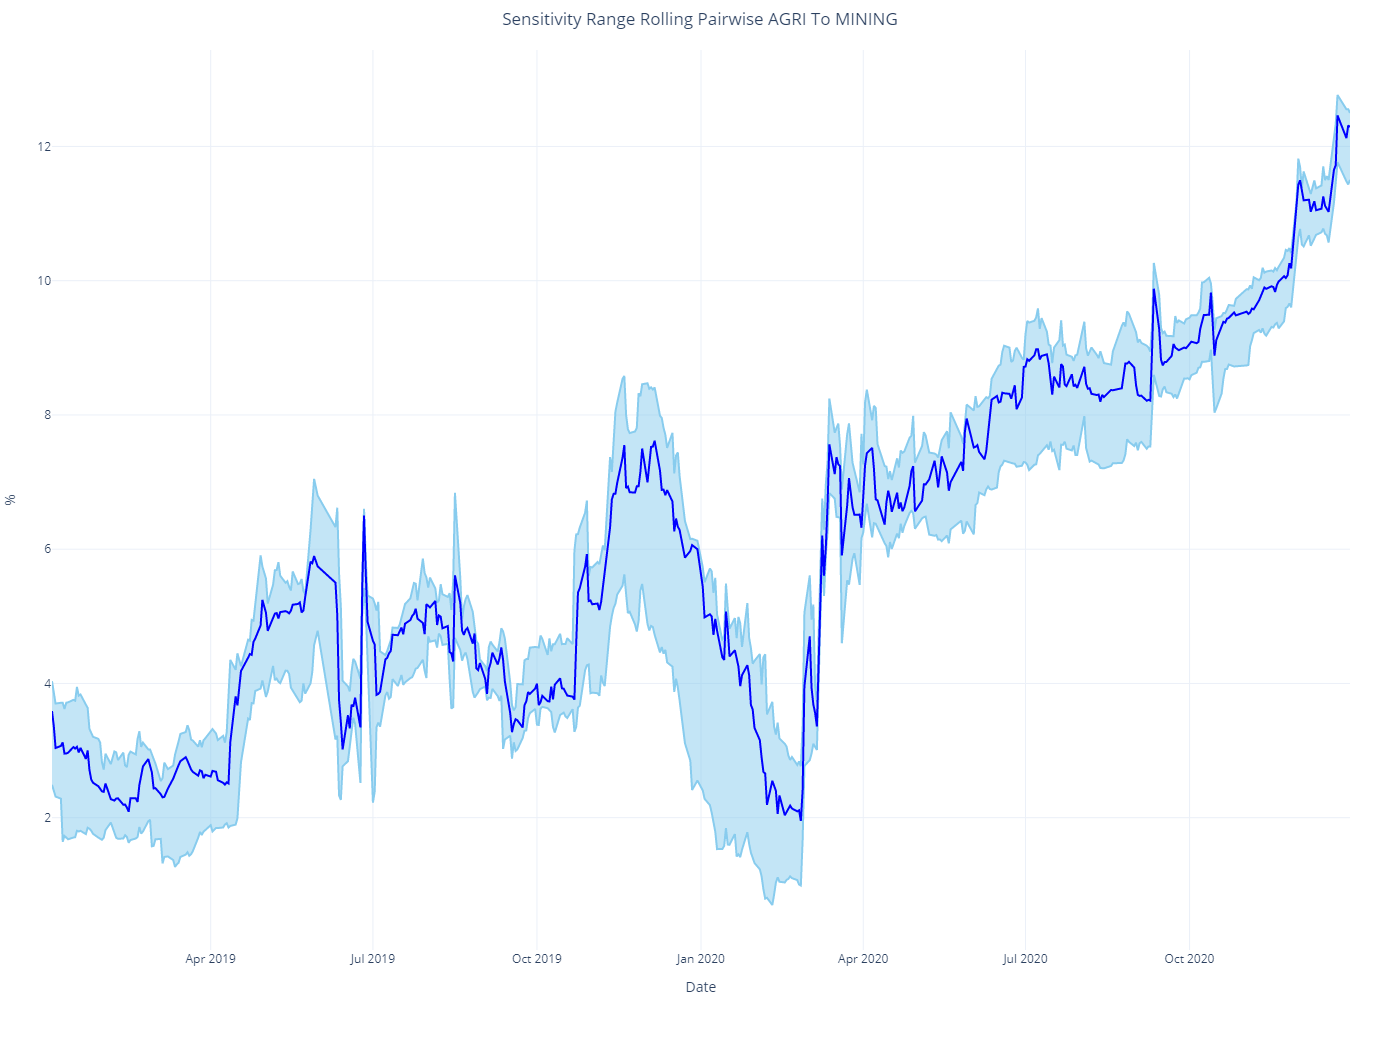 Sensitivity Range Rolling Pairwise AGRI To MINING
12
10
8
6
4
2
%
Apr 2019
Jul 2019
Oct 2019
Jan 2020
Apr 2020
Jul 2020
Oct 2020
Date